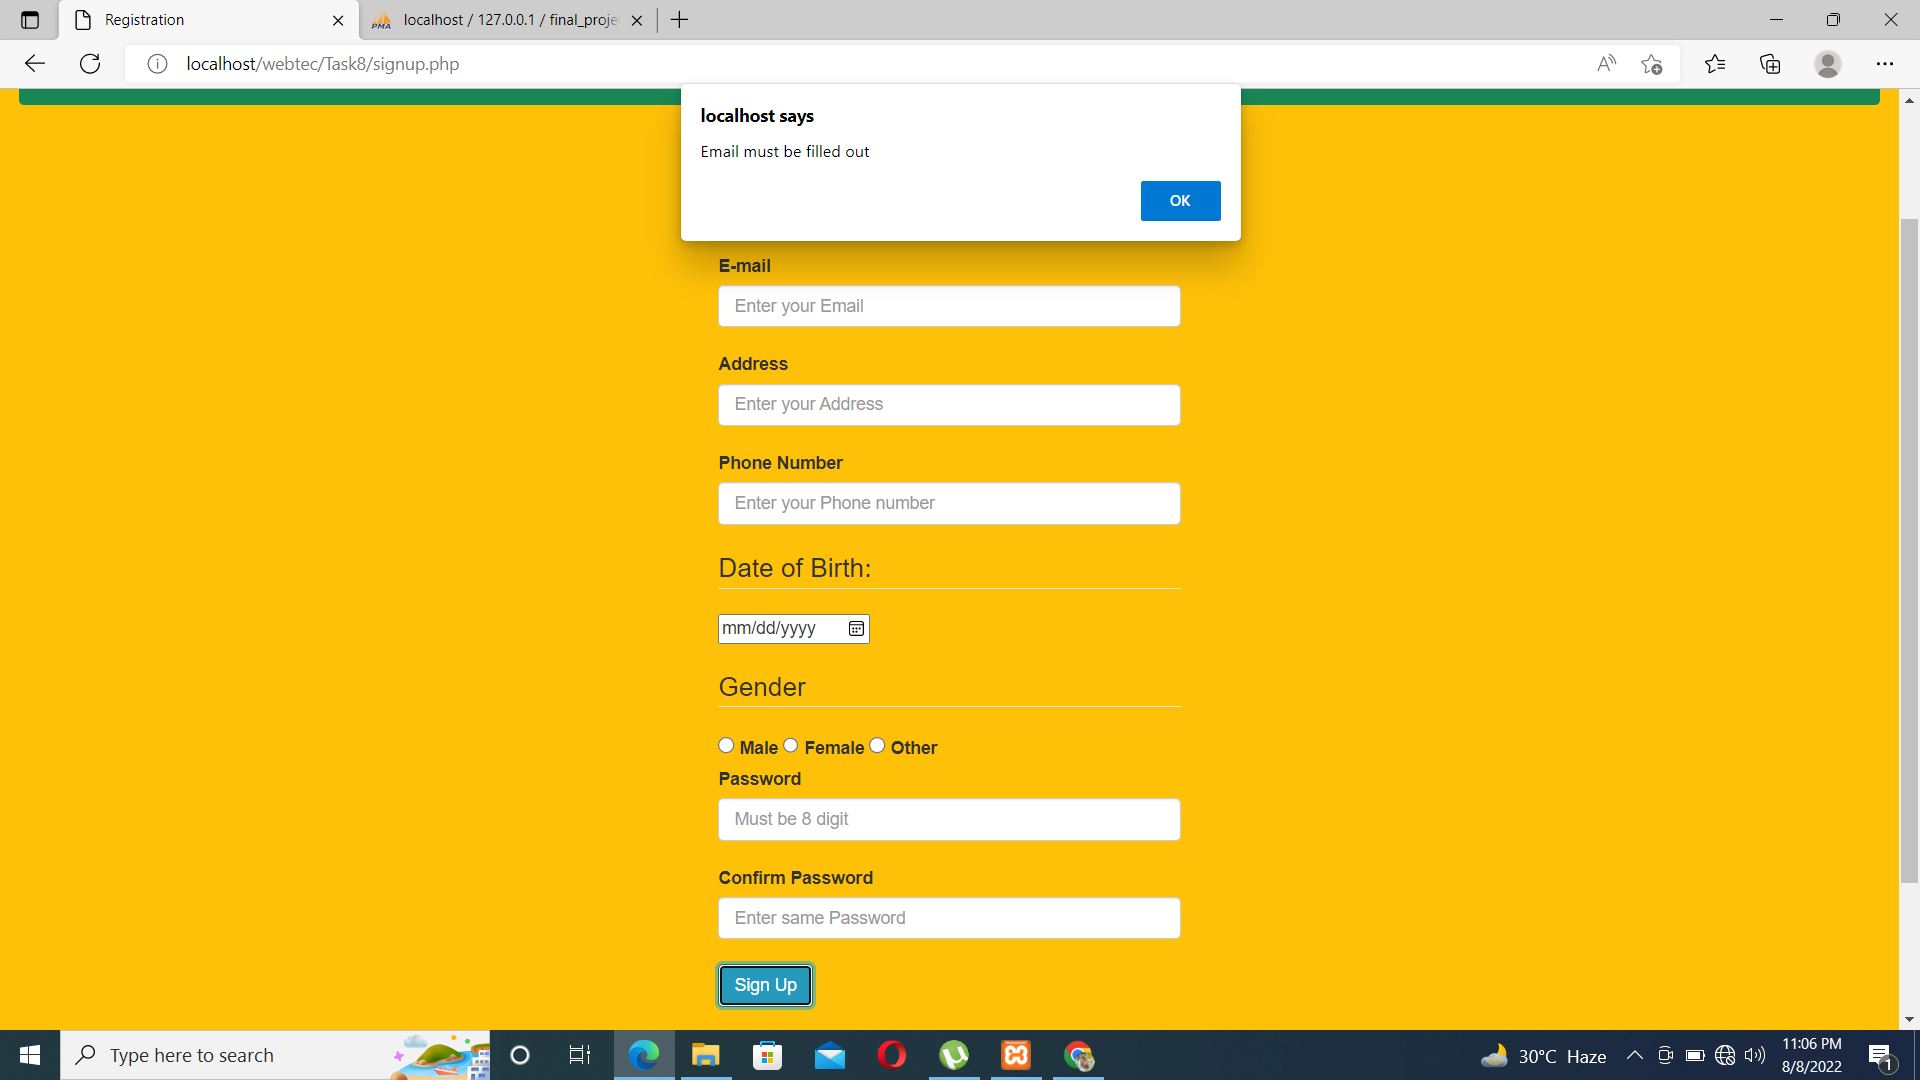 Registration
localhost / 127.0.0.1 / final_proje
localhost/webtec/Task8/signup.php
localhost says
Email must be filled out
OK
E-mail
Enter your Email
Address
Enter your Address
Phone Number
Enter your Phone number
Date of Birth:
mm/dd/yyyy
Gender
Male Female Other
Password
Must be 8 digit
Confirm Password
Enter same Password
Sign Up
Type here to search
30°C Haze
11:06 PM
8/8/2022
1